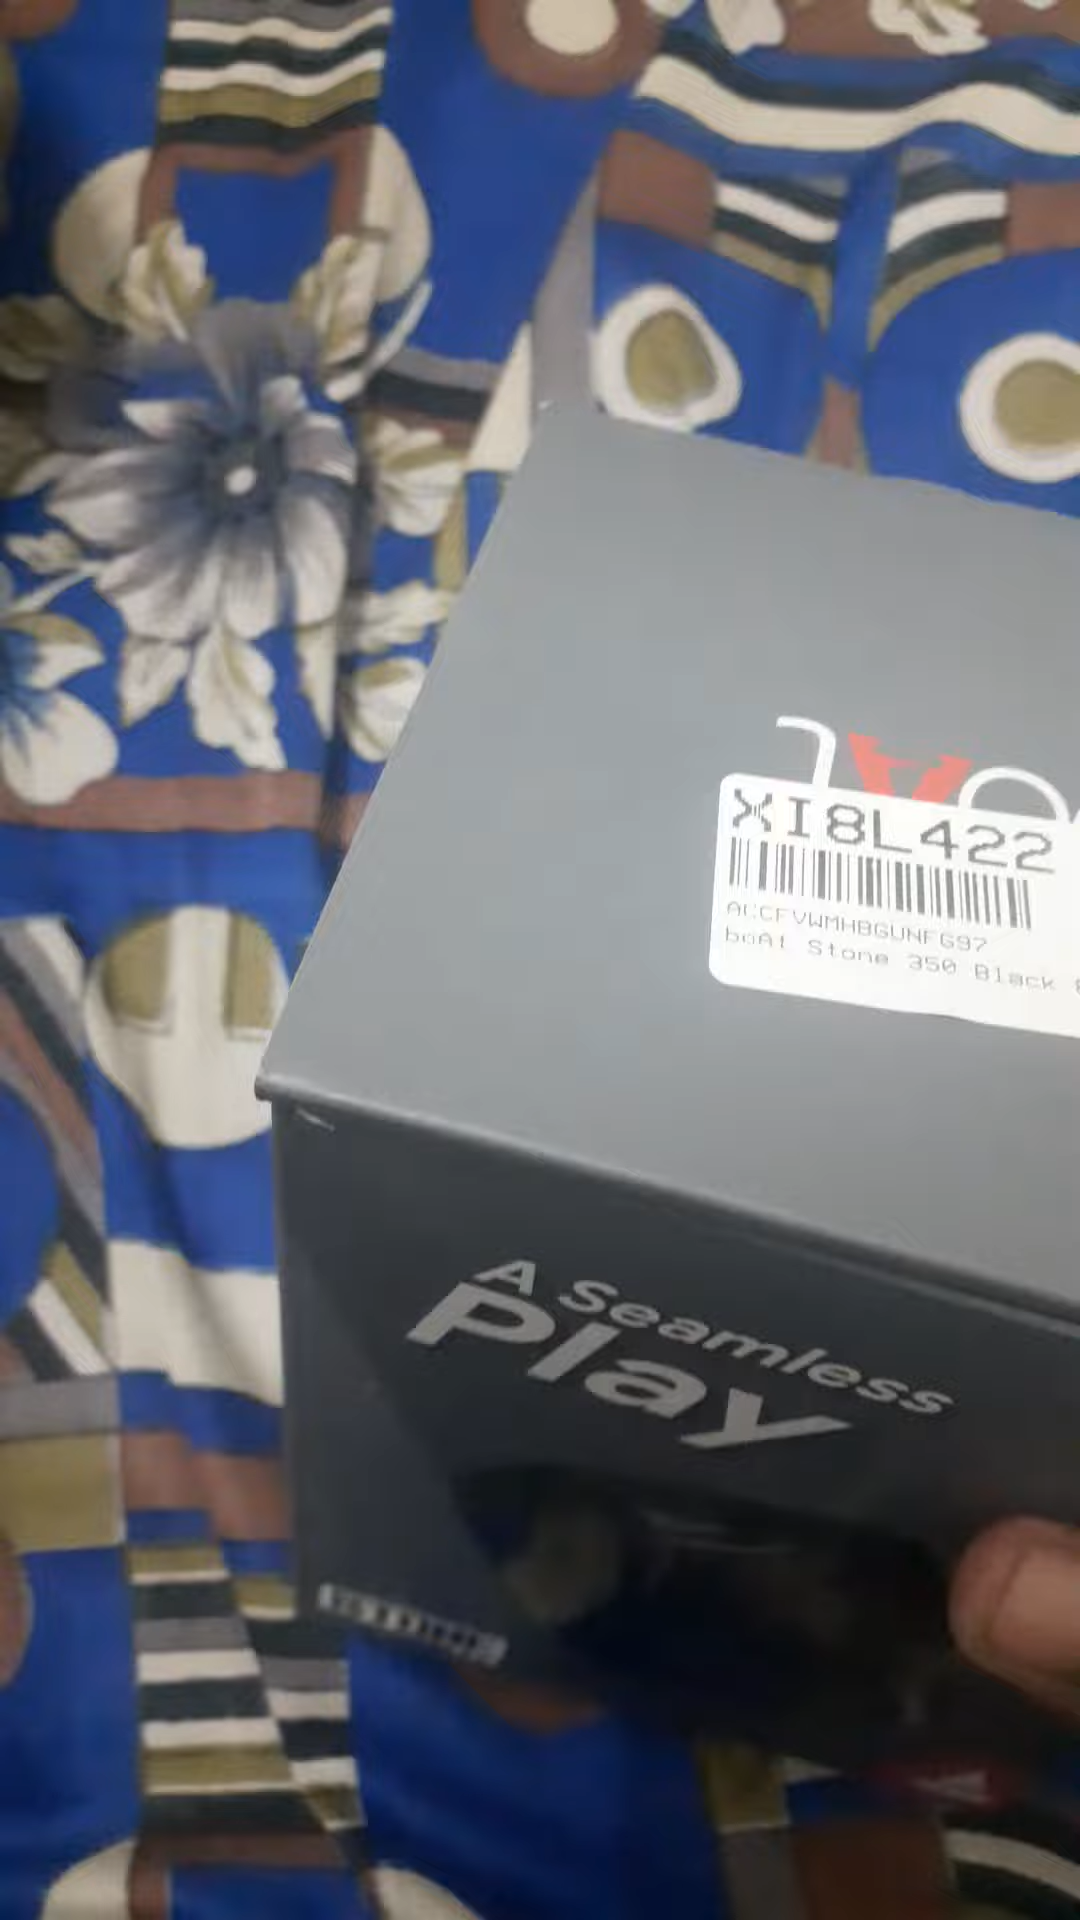 XI8L422
ACCFVWMHBGUNFG97
boAt Stone 350 Black
A Seamless
Play